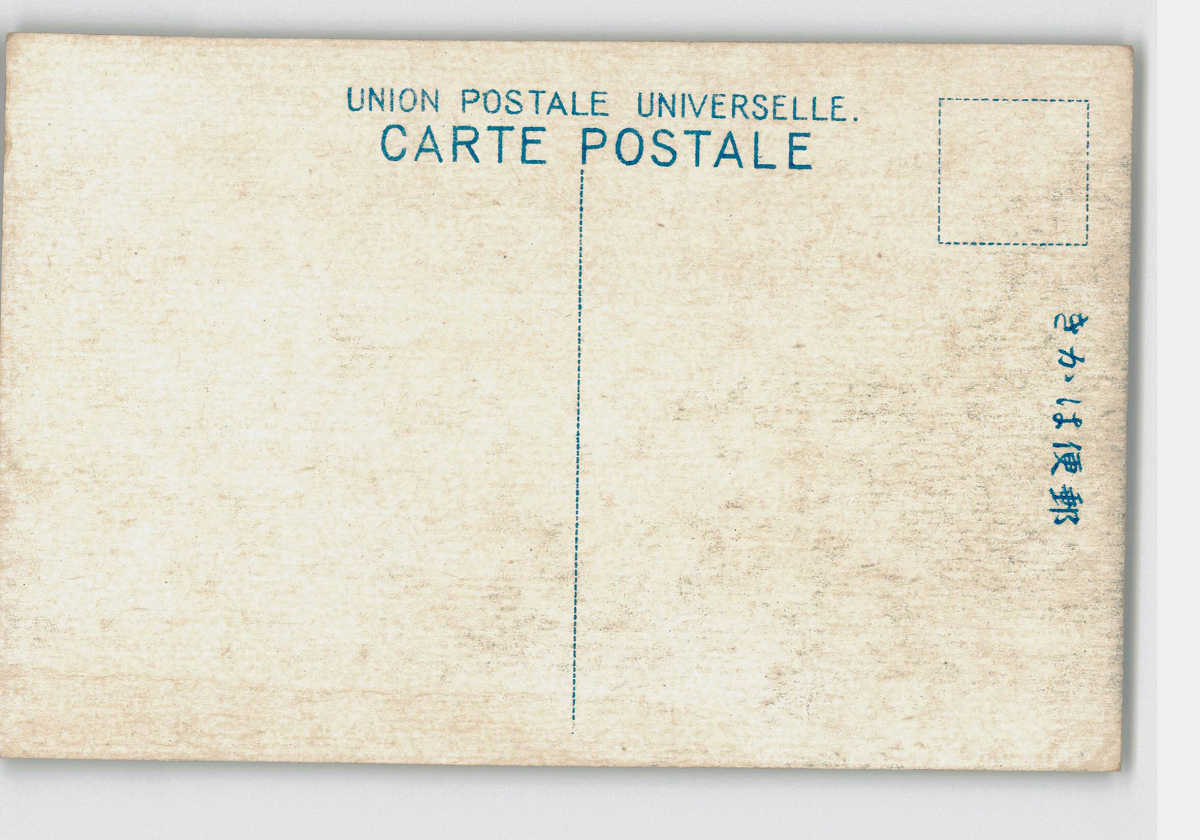 UNION POSTALE UNIVERSELLE.
CARTE POSTALE
郵便はかき